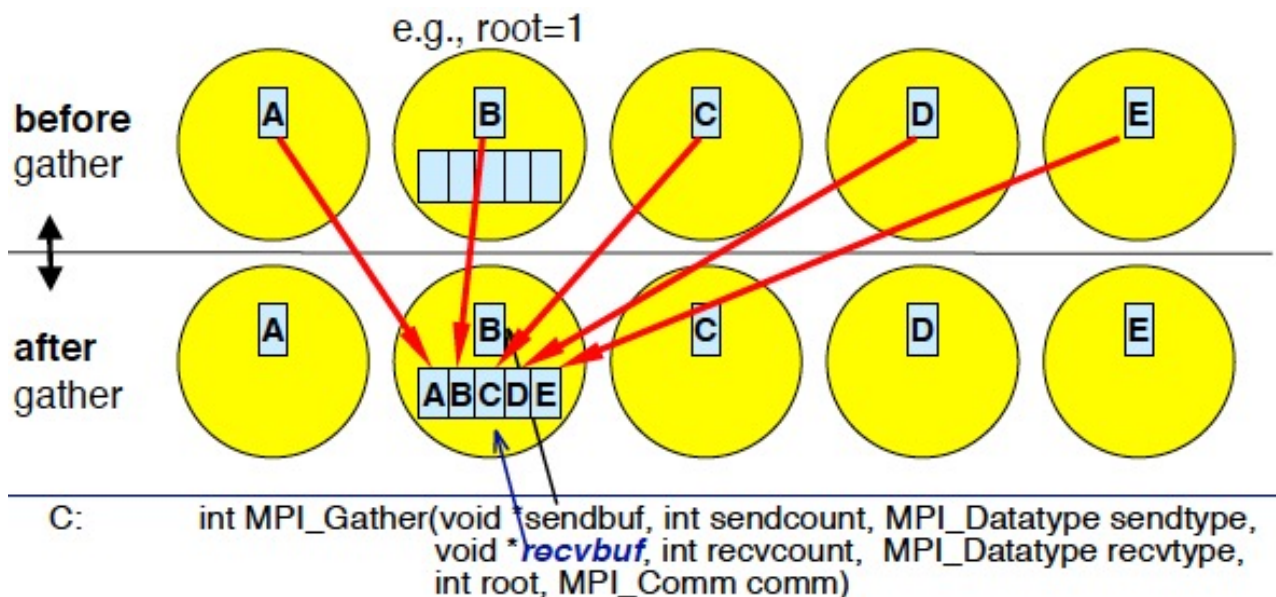 e.g., root=1
before
gather
A
B
C
D
E
after
gather
A
B
C
D
E
A B C D E
C: int MPI_Gather(void *sendbuf, int sendcount, MPI_Datatype sendtype,
void *recvbuf, int recvcount, MPI_Datatype recvtype,
int root, MPI_Comm comm)